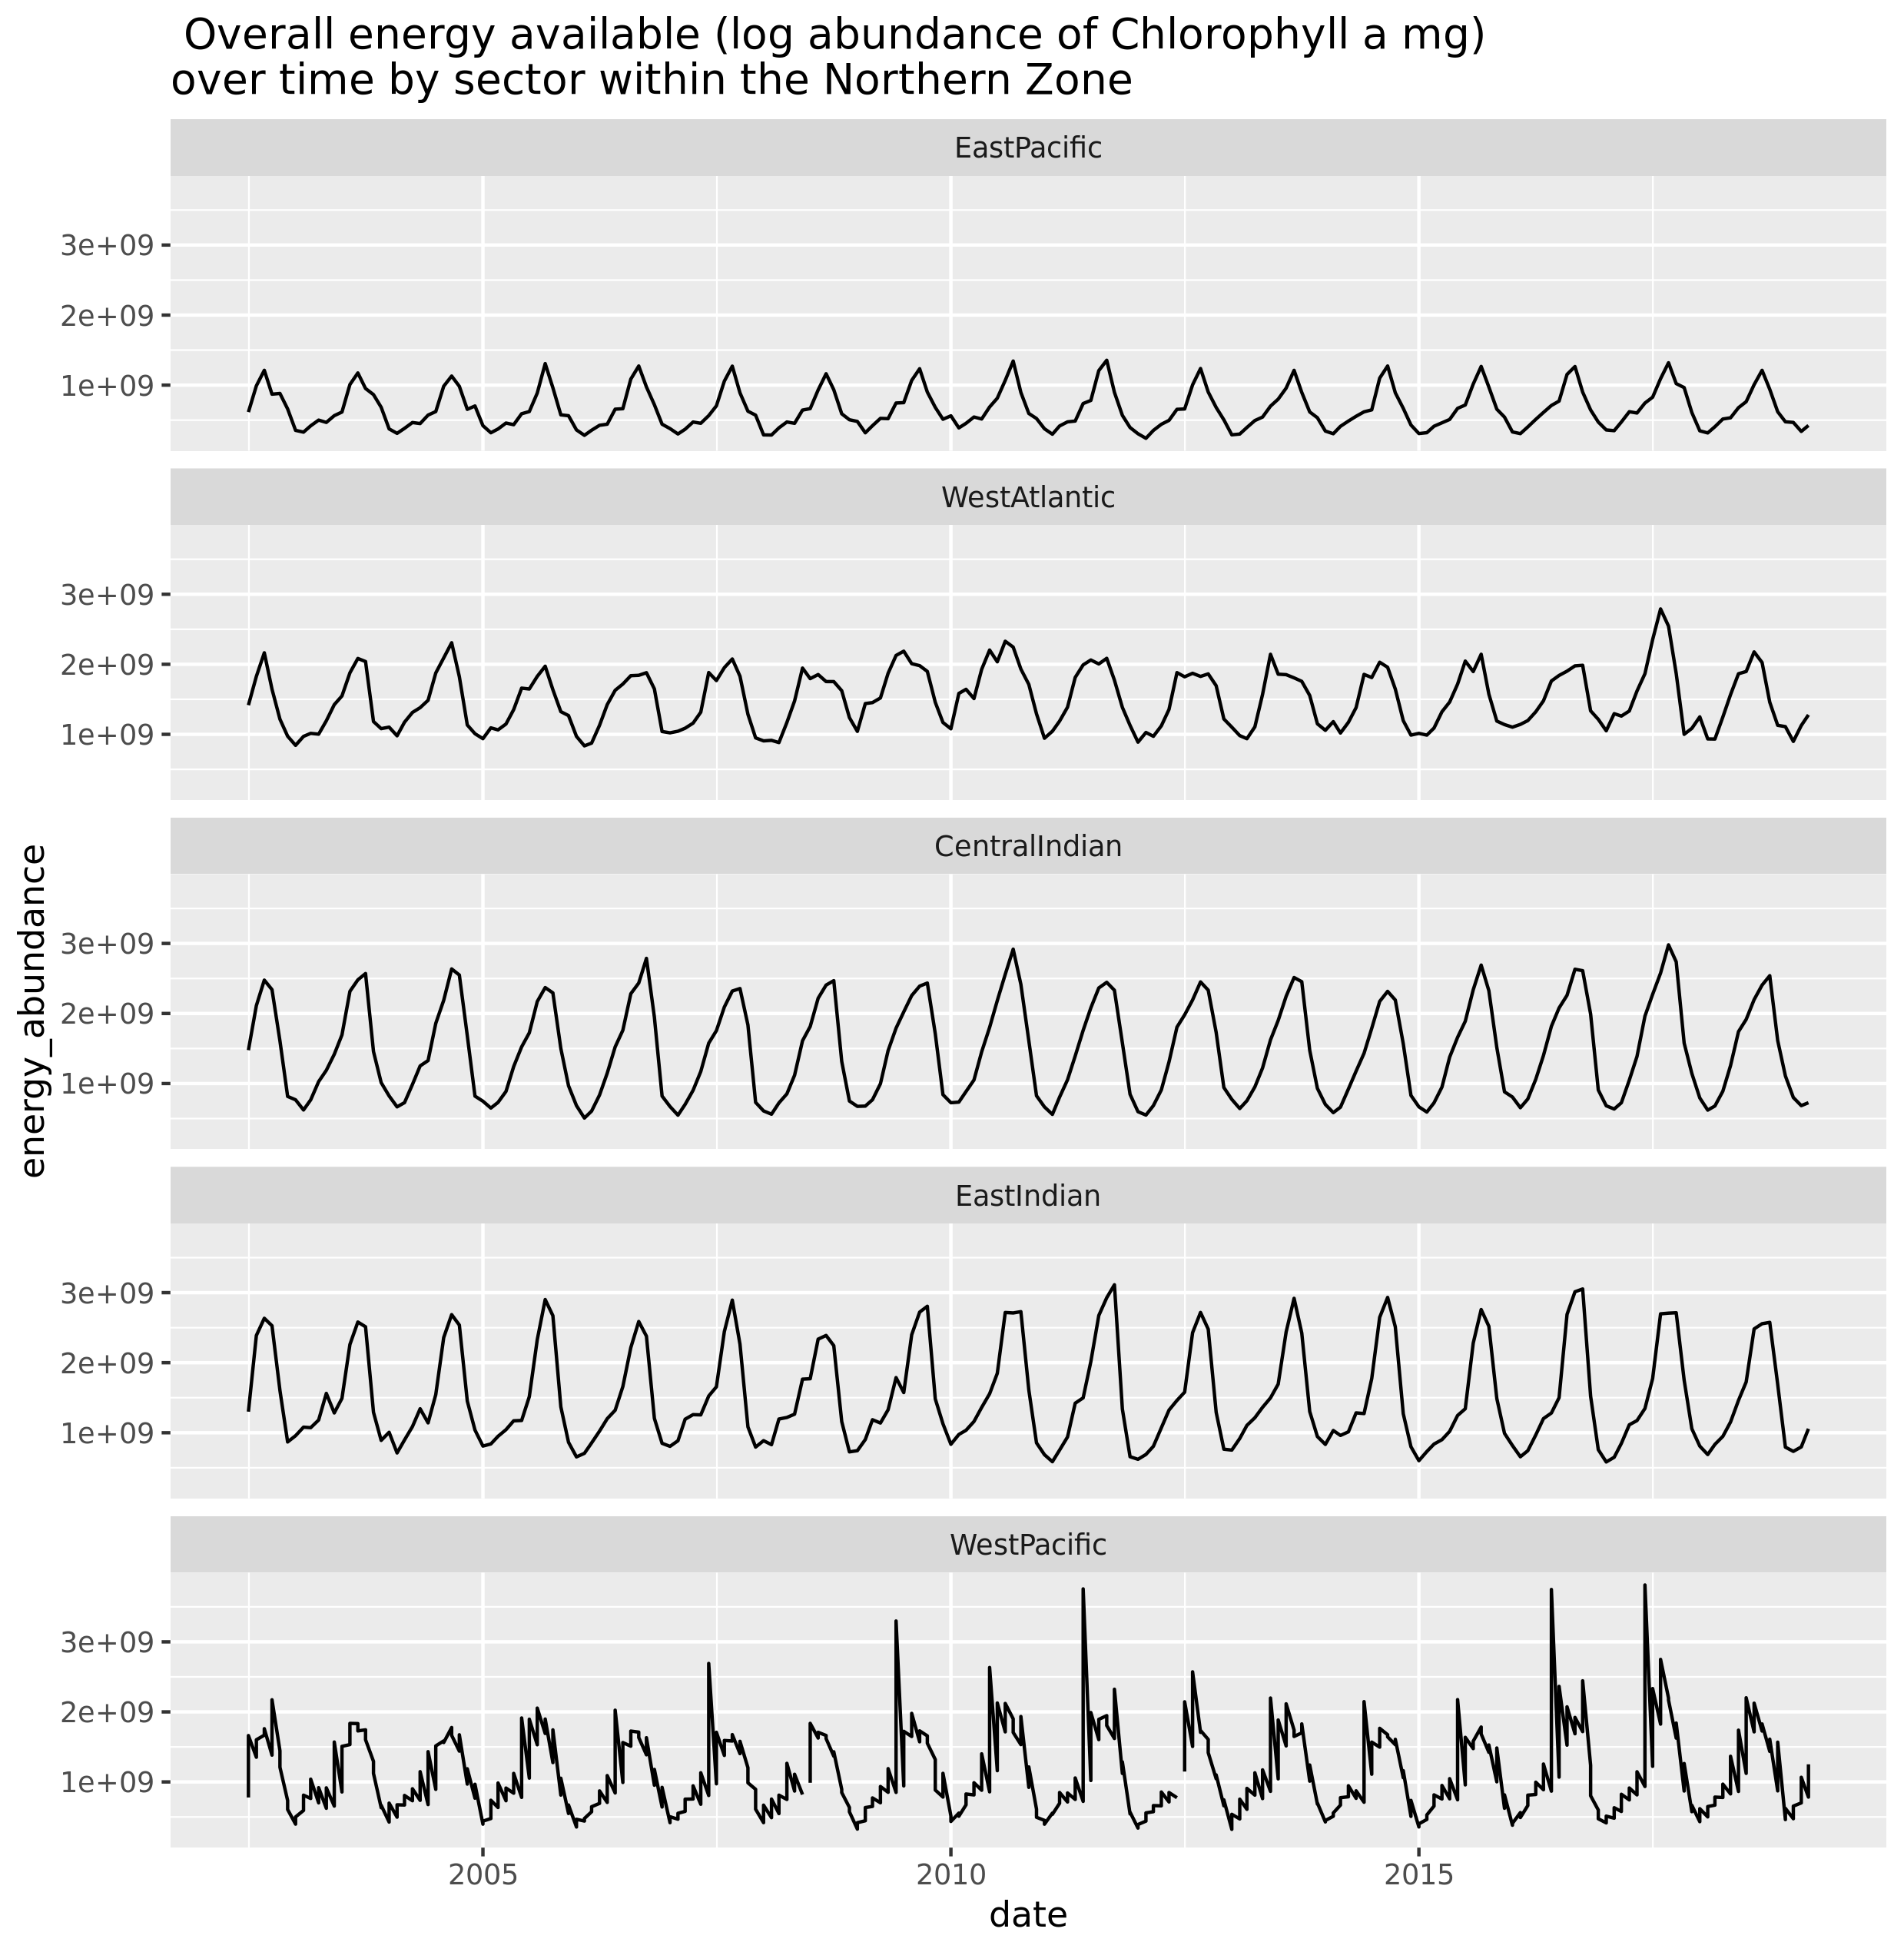 Overall energy available (log abundance of Chlorophyll a mg)
over time by sector within the Northern Zone
EastPacific
3e+09
2e+09
1e+09
WestAtlantic
3e+09
2e+09
1e+09
CentralIndian
3e+09
2e+09
1e+09
EastIndian
3e+09
2e+09
1e+09
WestPacific
3e+09
2e+09
1e+09
energy_abundance
2005 2010 2015
date